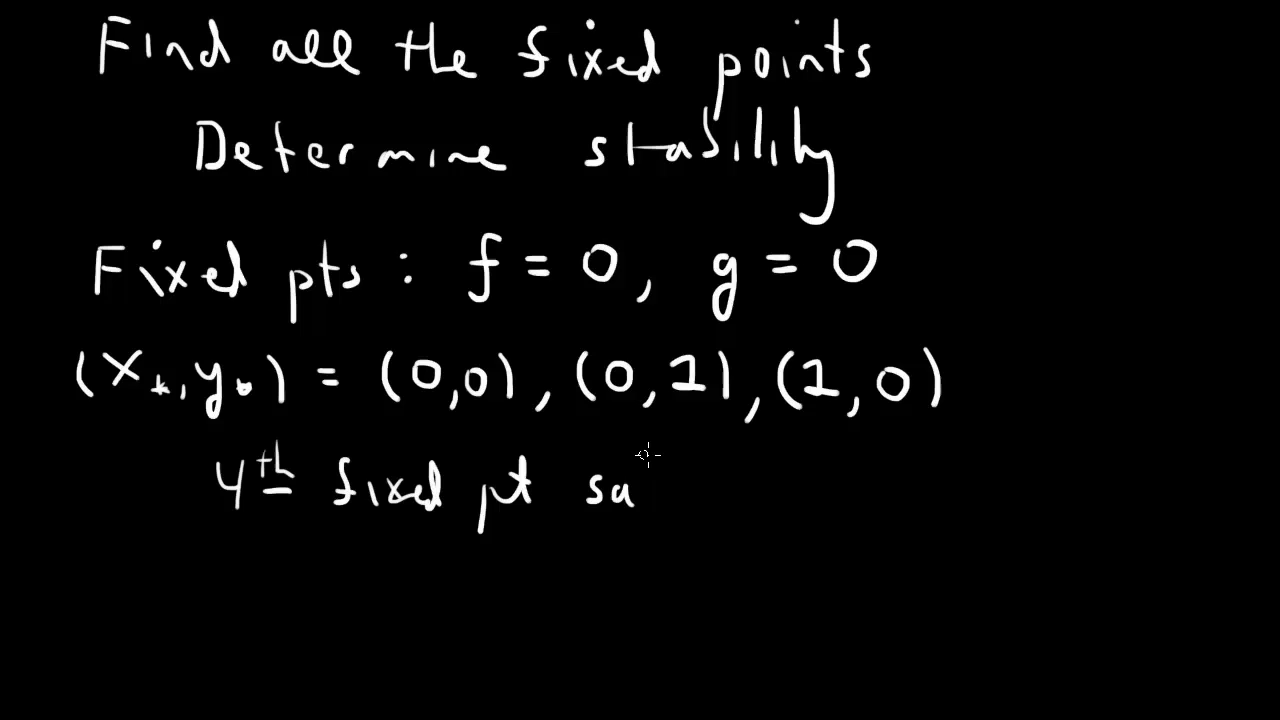 Find all the fixed points
Determine stability
Fixed pts : f = 0, g = 0
(x*, y*) = (0,0), (0,1), (1,0)
4th fixed pt sa